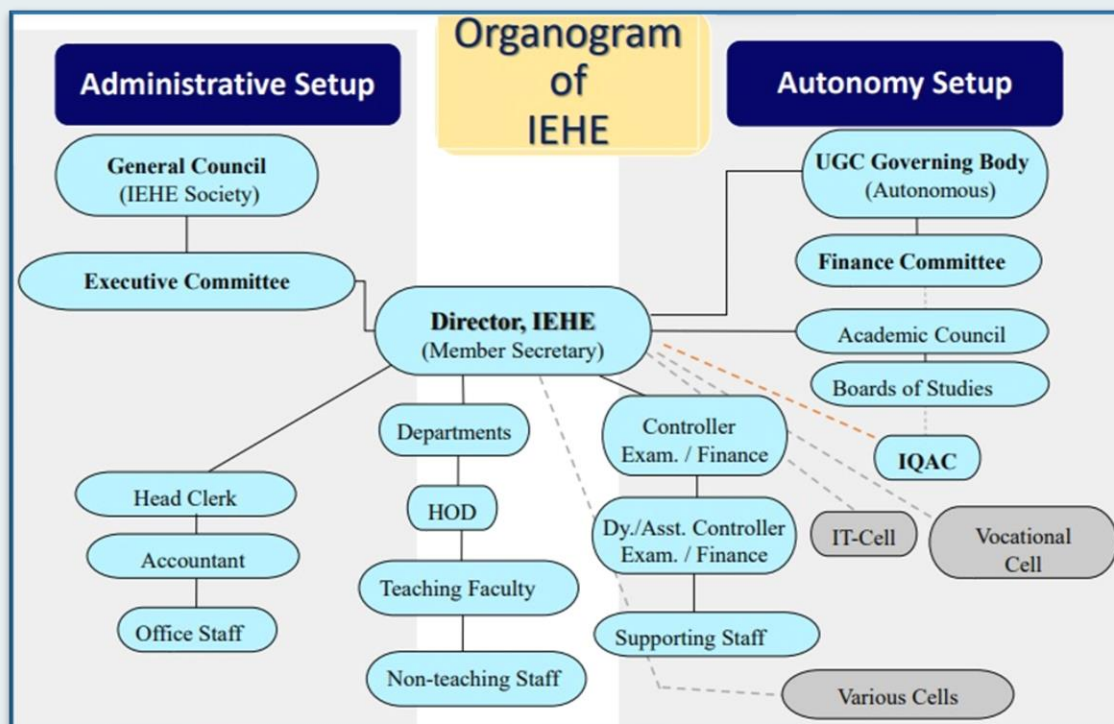 Organogram
of
IEHE
Administrative Setup
Autonomy Setup
General Council
(IEHE Society)
UGC Governing Body
(Autonomous)
Executive Committee
Finance Committee
Director, IEHE
(Member Secretary)
Academic Council
Boards of Studies
Departments
Controller
Exam. / Finance
IQAC
Head Clerk
HOD
Dy./Asst. Controller
Exam. / Finance
IT-Cell
Vocational
Cell
Accountant
Teaching Faculty
Office Staff
Supporting Staff
Non-teaching Staff
Various Cells